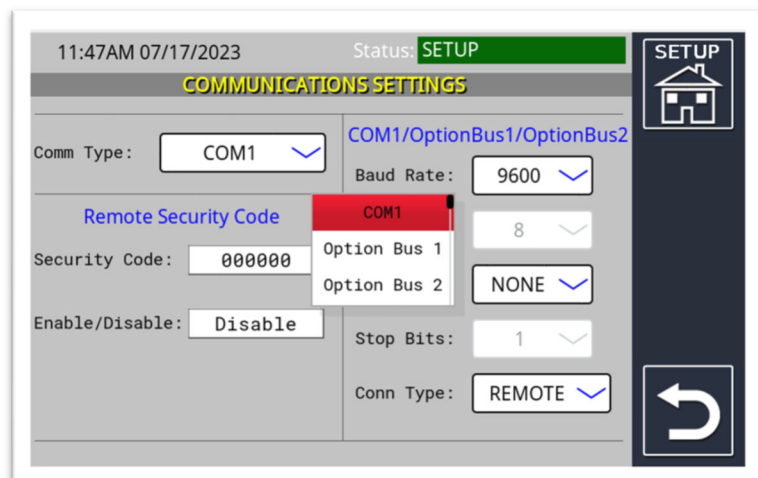 11:47AM 07/17/2023
Status: SETUP
SETUP
COMMUNICATIONS SETTINGS
Comm Type:
COM1
COM1/OptionBus1/OptionBus2
Baud Rate:
9600
Remote Security Code
COM1
Option Bus 1
Option Bus 2
8
Security Code:
000000
NONE
Enable/Disable:
Disable
Stop Bits:
1
Conn Type:
REMOTE